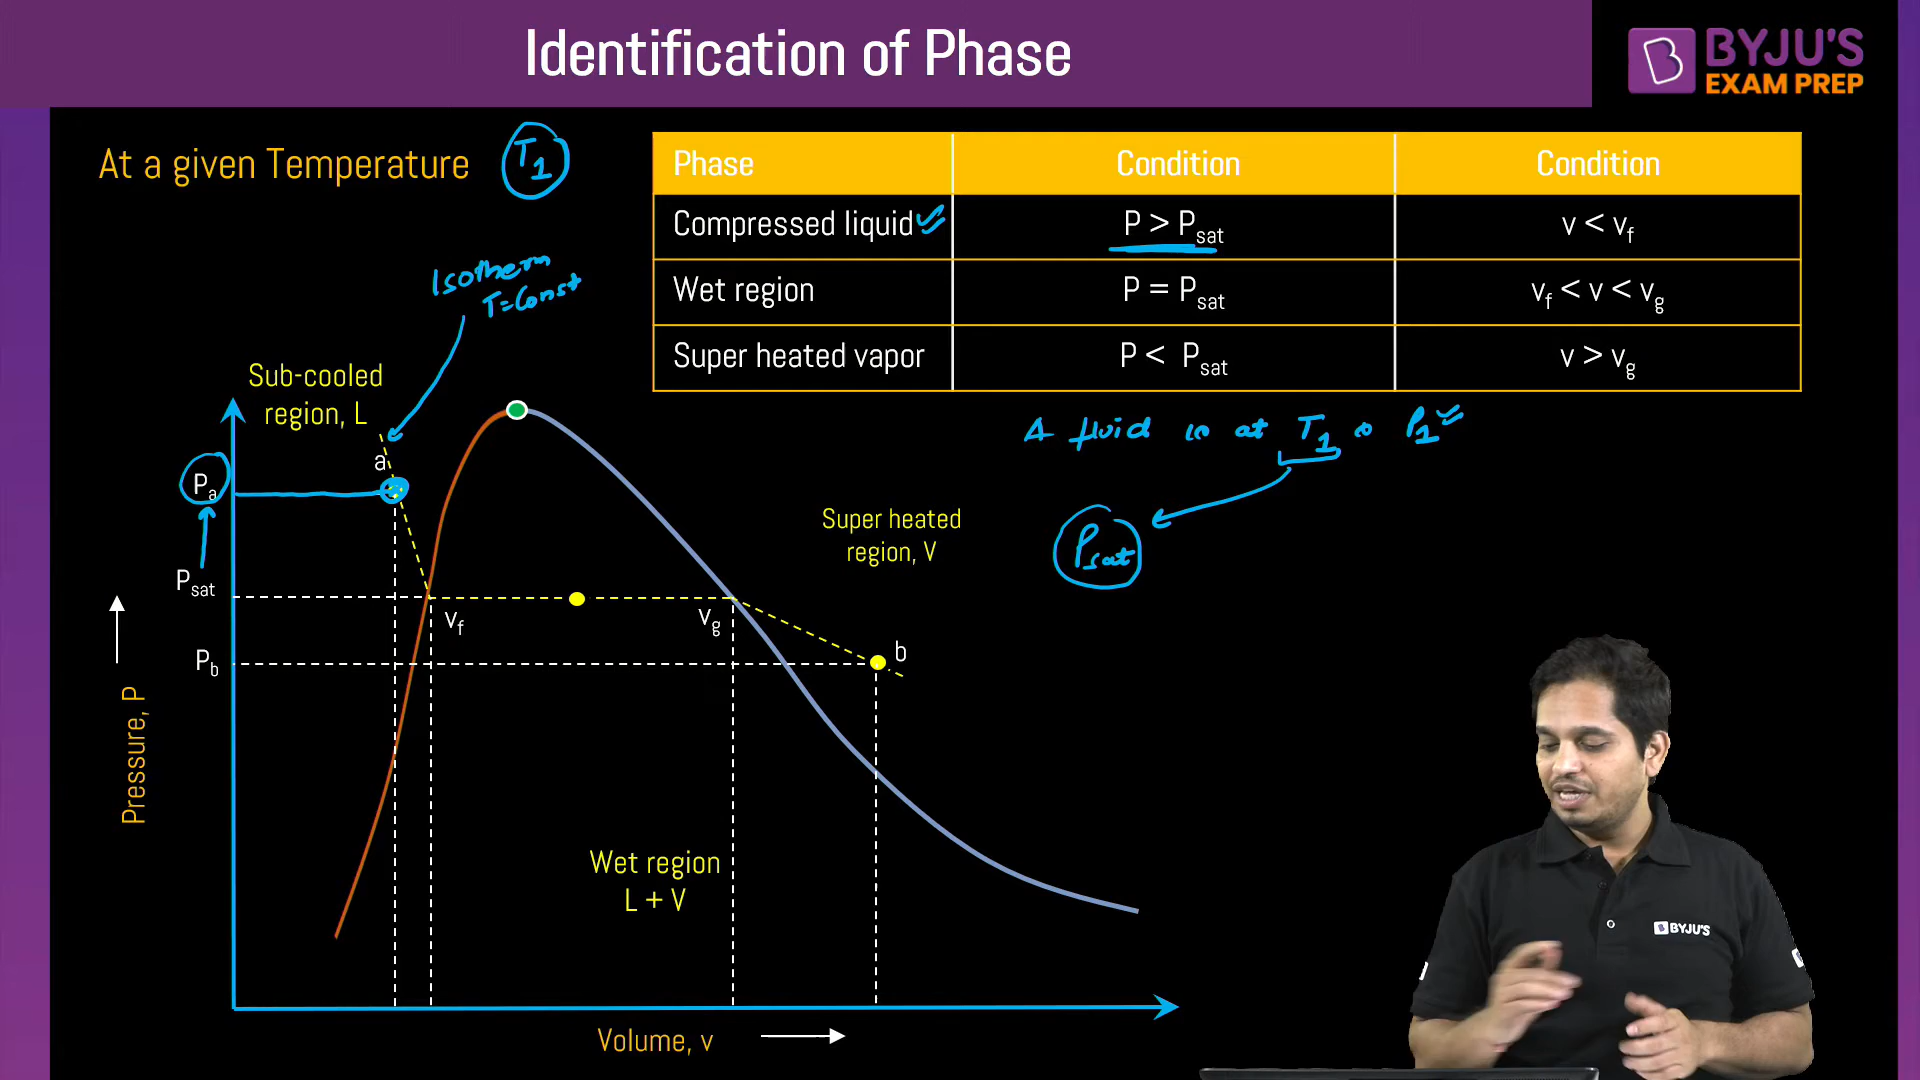 Identification of Phase
BYJU'S
EXAM PREP
At a given Temperature T1
Phase Condition Condition
Compressed liquid P > Psat v < vf
Wet region P = Psat vf < v < vg
Super heated vapor P < Psat v > vg
Isotherm
T=Const
A fluid is at T1 & P1
Psat
Sub-cooled
region, L
a
Pa
Super heated
region, V
Psat
vf
vg
b
Pb
Pressure, P
Wet region
L + V
Volume, v
BYJU'S